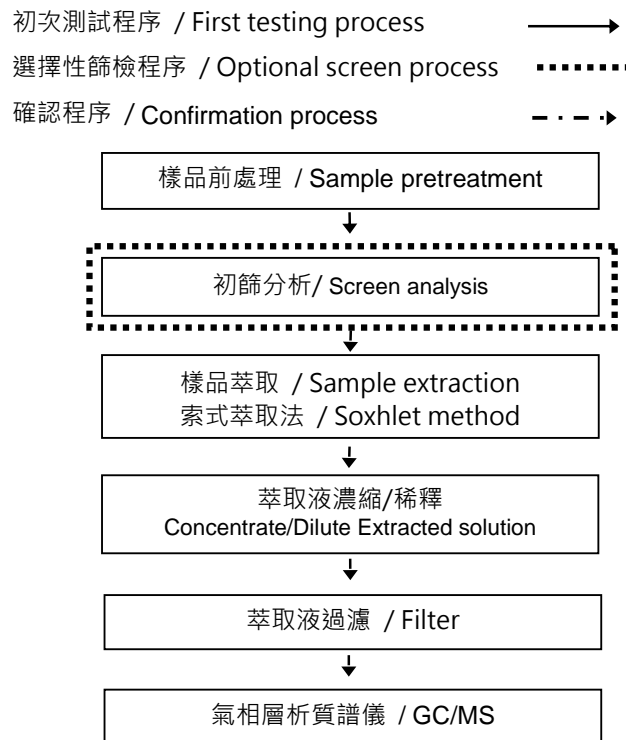 初次測試程序 / First testing process
選擇性篩檢程序 / Optional screen process
確認程序 / Confirmation process
樣品前處理 / Sample pretreatment
初篩分析/ Screen analysis
樣品萃取 / Sample extraction
索式萃取法 / Soxhlet method
萃取液濃縮/稀釋
Concentrate/Dilute Extracted solution
萃取液過濾 / Filter
氣相層析質譜儀 / GC/MS